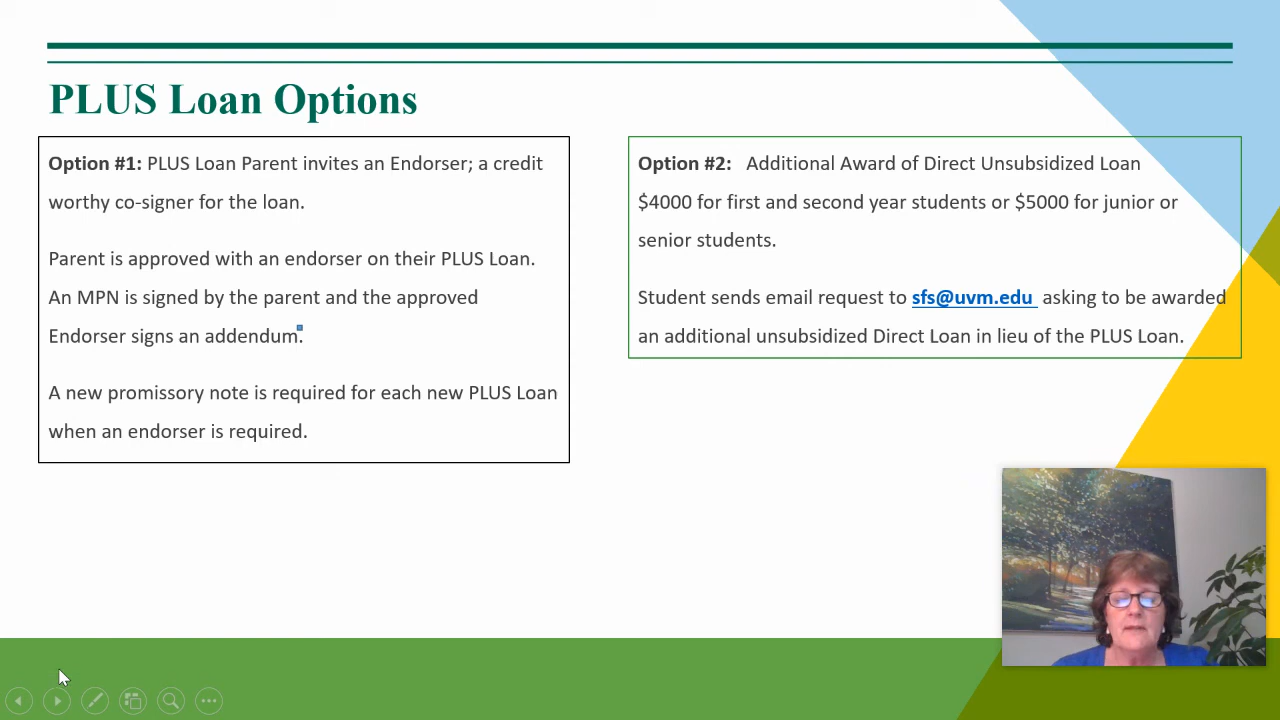 PLUS Loan Options
Option #1: PLUS Loan Parent invites an Endorser; a credit
worthy co-signer for the loan.
Parent is approved with an endorser on their PLUS Loan.
An MPN is signed by the parent and the approved
Endorser signs an addendum.
A new promissory note is required for each new PLUS Loan
when an endorser is required.
Option #2: Additional Award of Direct Unsubsidized Loan
$4000 for first and second year students or $5000 for junior or
senior students.
Student sends email request to sfs@uvm.edu asking to be awarded
an additional unsubsidized Direct Loan in lieu of the PLUS Loan.